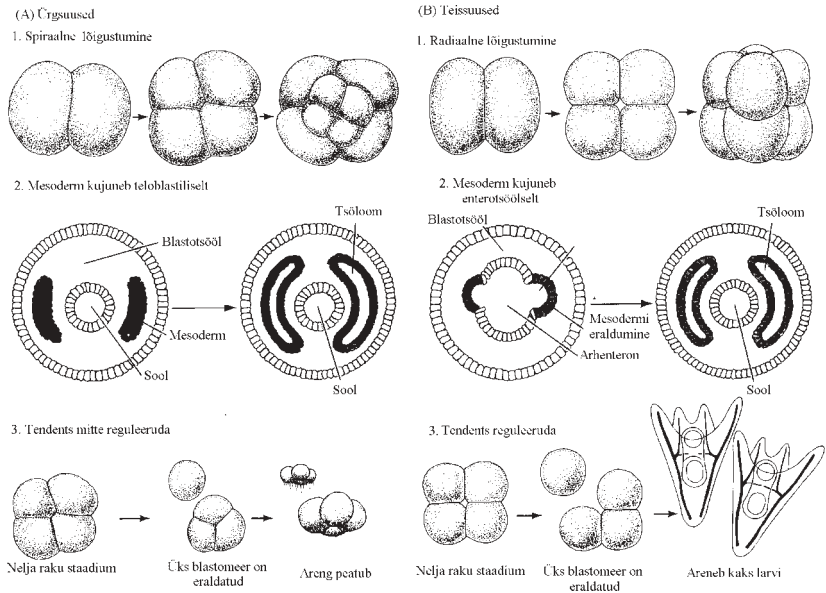 (A) Ürgsuused
1. Spiraalne lõigustumine
2. Mesoderm kujuneb teloblastiliselt
Blastotsööl
Mesoderm
Sool
Tsöloom
Sool
3. Tendents mitte reguleeruda
Nelja raku staadium
Üks blastomeer on
eraldatud
Areng peatub
(B) Teissuused
1. Radiaalne lõigustumine
2. Mesoderm kujuneb
enterotsöölselt
Blastotsööl
Mesodermi
eraldumine
Arhenteron
Tsöloom
Sool
3. Tendents reguleeruda
Nelja raku staadium
Üks blastomeer on
eraldatud
Areneb kaks larvi